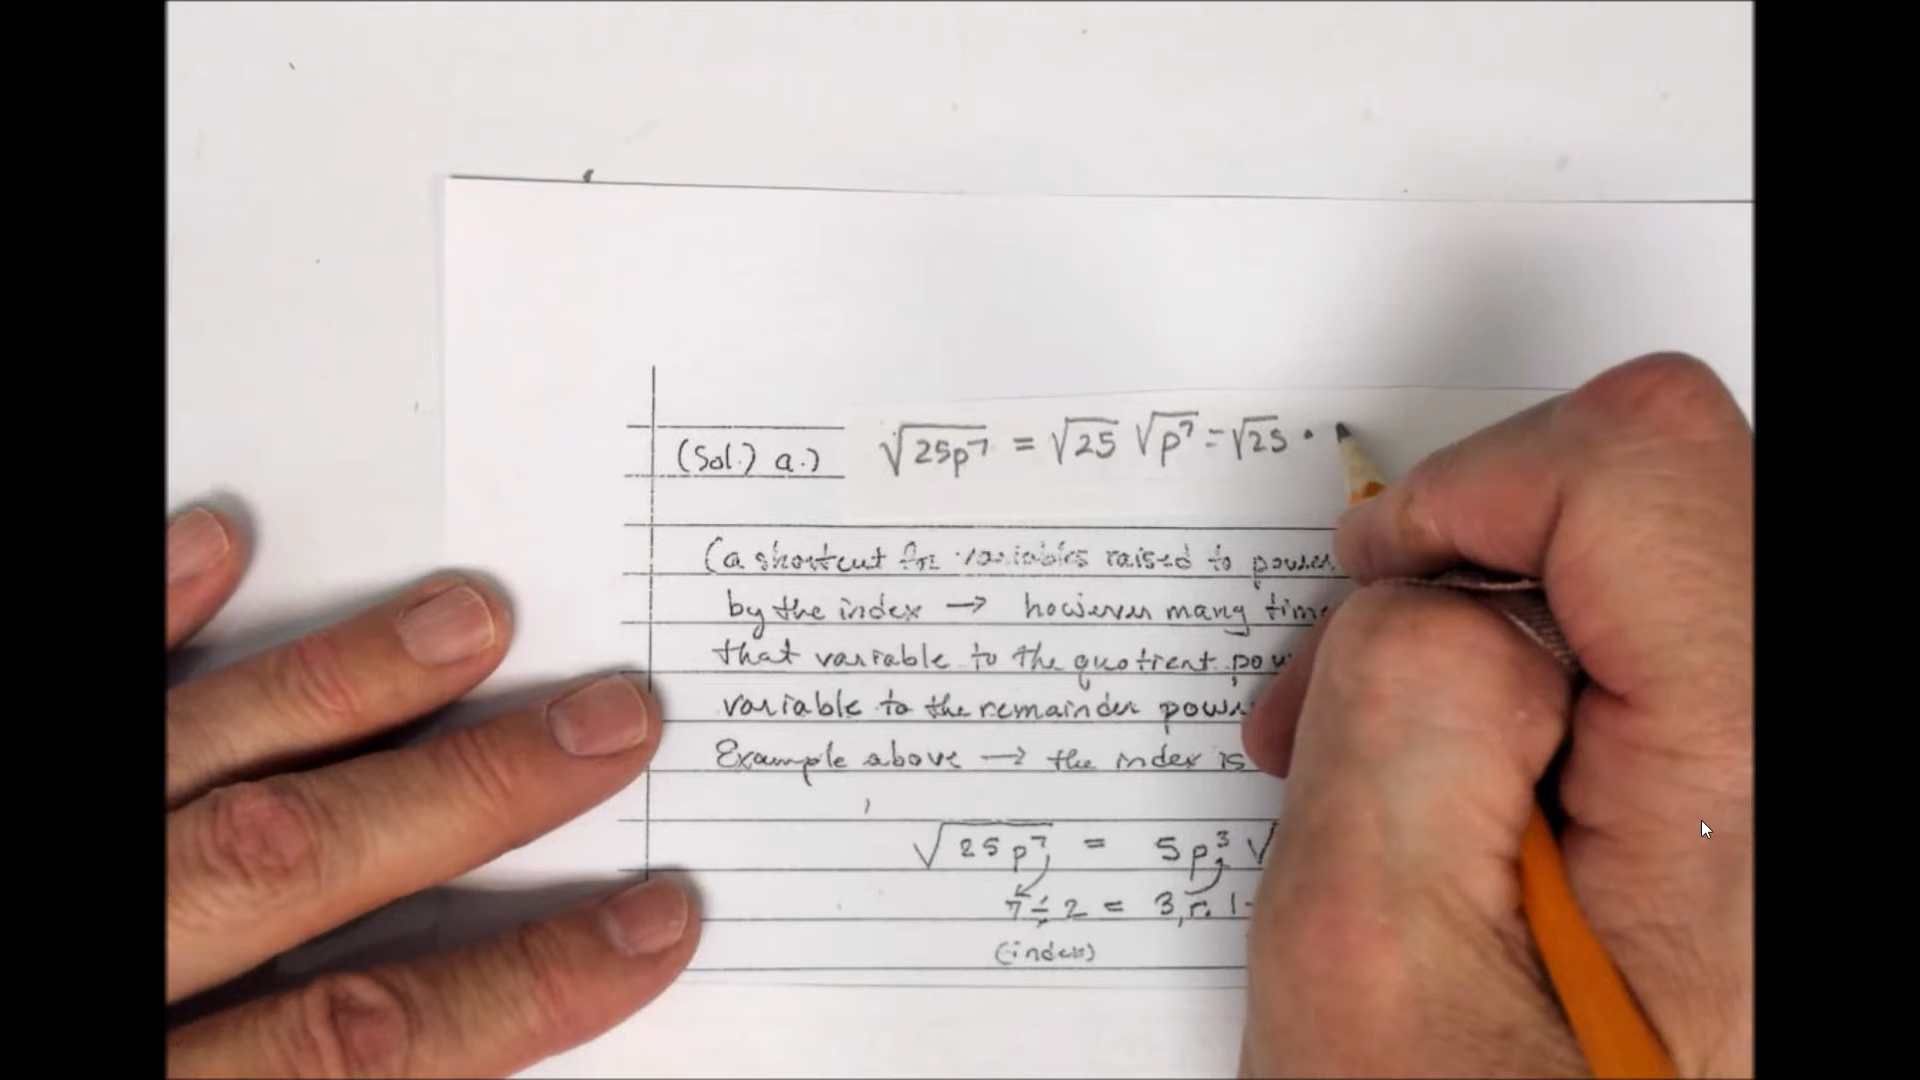 (Sol.) a.) √25p⁷ = √25 √p⁷ = √25 ·
(a shortcut for variables raised to power
by the index → however many time
that variable to the quotient pow
variable to the remainder power
Example above → the index is
√25p⁷ = 5p³ √
7 ÷ 2 = 3, r. 1
(index)